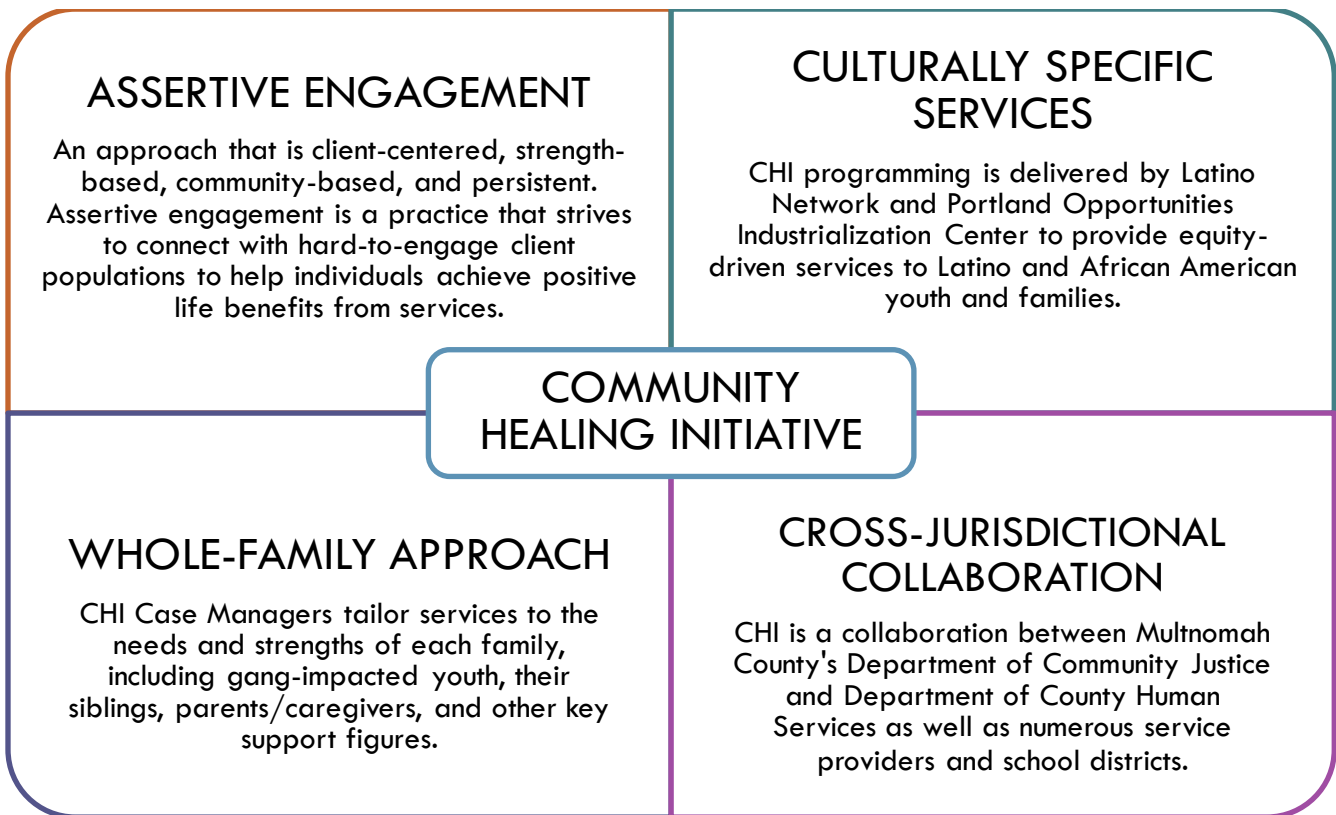 ASSERTIVE ENGAGEMENT
An approach that is client-centered, strength-
based, community-based, and persistent.
Assertive engagement is a practice that strives
to connect with hard-to-engage client
populations to help individuals achieve positive
life benefits from services.
CULTURALLY SPECIFIC
SERVICES
CHI programming is delivered by Latino
Network and Portland Opportunities
Industrialization Center to provide equity-
driven services to Latino and African American
youth and families.
COMMUNITY
HEALING INITIATIVE
WHOLE-FAMILY APPROACH
CHI Case Managers tailor services to the
needs and strengths of each family,
including gang-impacted youth, their
siblings, parents/caregivers, and other key
support figures.
CROSS-JURISDICTIONAL
COLLABORATION
CHI is a collaboration between Multnomah
County's Department of Community Justice
and Department of County Human
Services as well as numerous service
providers and school districts.